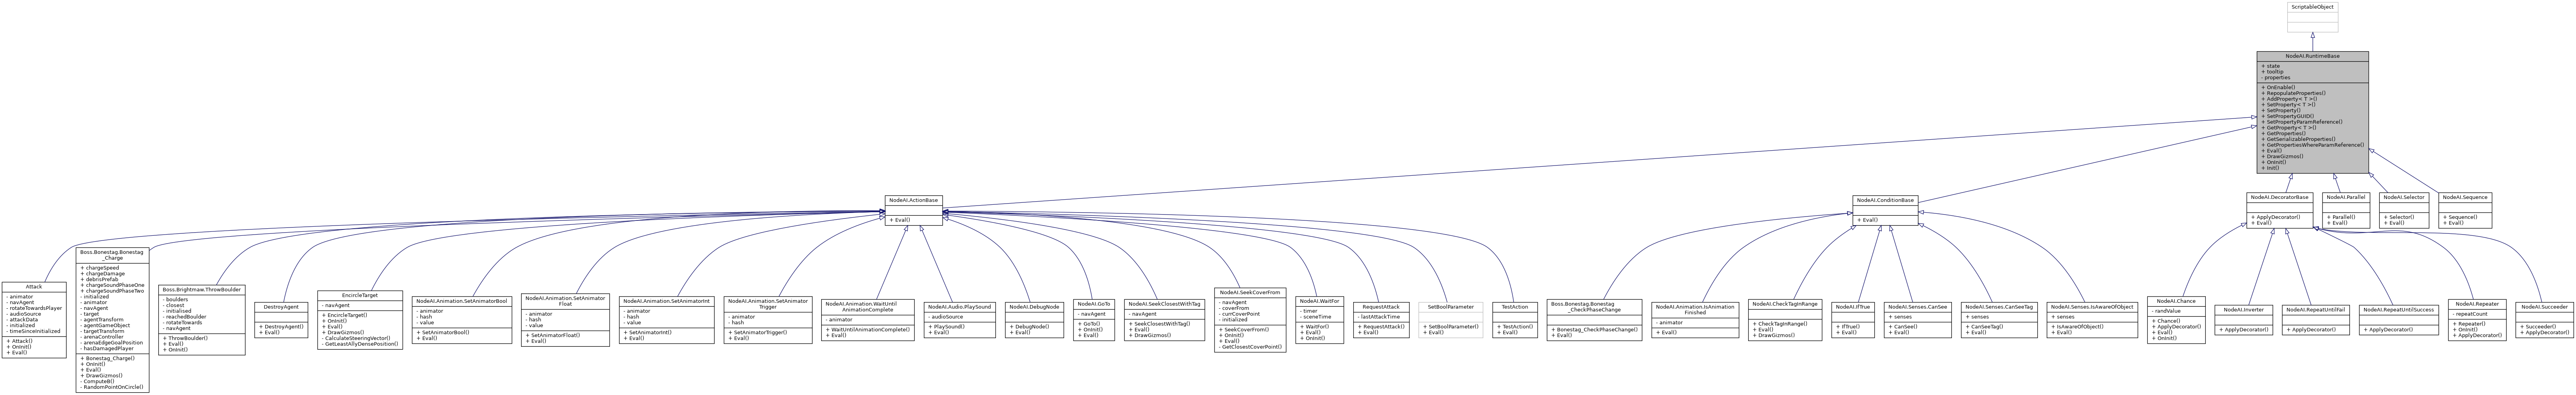 ScriptableObject
NodeAI.RuntimeBase
+ state
+ tooltip
- properties
+ OnEnable()
+ RepopulateProperties()
+ AddProperty< T >()
+ SetProperty< T >()
+ SetProperty()
+ SetPropertyGUID()
+ SetPropertyParamReference()
+ GetProperty< T >()
+ GetProperties()
+ GetSerializableProperties()
+ GetPropertiesWhereParamReference()
+ Eval()
+ DrawGizmos()
+ OnInit()
+ Init()
NodeAI.ActionBase
+ Eval()
NodeAI.ConditionBase
+ Eval()
NodeAI.DecoratorBase
+ ApplyDecorator()
+ Eval()
NodeAI.Parallel
+ Parallel()
+ Eval()
NodeAI.Selector
+ Selector()
+ Eval()
NodeAI.Sequence
+ Sequence()
+ Eval()
Attack
- animator
- navAgent
- rotateTowardsPlayer
- audioSource
- attackData
- initialized
- timeSinceInitialized
+ Attack()
+ OnInit()
+ Eval()
Boss.Bonestag.Bonestag
_Charge
+ chargeSpeed
+ chargeDamage
+ debrisPrefab
+ chargeSoundPhaseOne
+ chargeSoundPhaseTwo
- initialized
- animator
- navAgent
- target
- agentTransform
- agentGameObject
- targetTransform
- arenaController
- arenaEdgeGoalPosition
- hasDamagedPlayer
+ Bonestag_Charge()
+ OnInit()
+ Eval()
+ DrawGizmos()
- ComputeB()
- RandomPointOnCircle()
Boss.Brightmaw.ThrowBoulder
- boulders
- closest
- initialised
- reachedBoulder
- rotateTowards
- navAgent
+ ThrowBoulder()
+ Eval()
+ OnInit()
DestroyAgent
+ DestroyAgent()
+ Eval()
EncircleTarget
- navAgent
+ EncircleTarget()
+ OnInit()
+ Eval()
+ DrawGizmos()
- CalculateSteeringVector()
- GetLeastAllyDensePosition()
NodeAI.Animation.SetAnimatorBool
- animator
- hash
- value
+ SetAnimatorBool()
+ Eval()
NodeAI.Animation.SetAnimator
Float
- animator
- hash
- value
+ SetAnimatorFloat()
+ Eval()
NodeAI.Animation.SetAnimatorInt
- animator
- hash
- value
+ SetAnimatorInt()
+ Eval()
NodeAI.Animation.SetAnimator
Trigger
- animator
- hash
+ SetAnimatorTrigger()
+ Eval()
NodeAI.Animation.WaitUntil
AnimationComplete
- animator
+ WaitUntilAnimationComplete()
+ Eval()
NodeAI.Audio.PlaySound
- audioSource
+ PlaySound()
+ Eval()
NodeAI.DebugNode
+ DebugNode()
+ Eval()
NodeAI.GoTo
- navAgent
+ GoTo()
+ OnInit()
+ Eval()
NodeAI.SeekClosestWithTag
- navAgent
+ SeekClosestWithTag()
+ Eval()
+ DrawGizmos()
NodeAI.SeekCoverFrom
- navAgent
- coverFrom
- currCoverPoint
- initialized
+ SeekCoverFrom()
+ OnInit()
+ Eval()
- GetClosestCoverPoint()
NodeAI.WaitFor
- timer
- sceneTime
+ WaitFor()
+ Eval()
+ OnInit()
RequestAttack
- lastAttackTime
+ RequestAttack()
+ Eval()
SetBoolParameter
+ SetBoolParameter()
+ Eval()
TestAction
+ TestAction()
+ Eval()
Boss.Bonestag.Bonestag
_CheckPhaseChange
+ Bonestag_CheckPhaseChange()
+ Eval()
NodeAI.Animation.IsAnimation
Finished
- animator
+ Eval()
NodeAI.CheckTagInRange
+ CheckTagInRange()
+ Eval()
+ DrawGizmos()
NodeAI.IfTrue
+ IfTrue()
+ Eval()
NodeAI.Senses.CanSee
+ senses
+ CanSee()
+ Eval()
NodeAI.Senses.CanSeeTag
+ senses
+ CanSeeTag()
+ Eval()
NodeAI.Senses.IsAwareOfObject
+ senses
+ IsAwareOfObject()
+ Eval()
NodeAI.Chance
- randValue
+ Chance()
+ ApplyDecorator()
+ Eval()
+ OnInit()
NodeAI.Inverter
+ ApplyDecorator()
NodeAI.RepeatUntilFail
+ ApplyDecorator()
NodeAI.RepeatUntilSuccess
+ ApplyDecorator()
NodeAI.Repeater
- repeatCount
+ Repeater()
+ OnInit()
+ ApplyDecorator()
NodeAI.Succeeder
+ Succeeder()
+ ApplyDecorator()